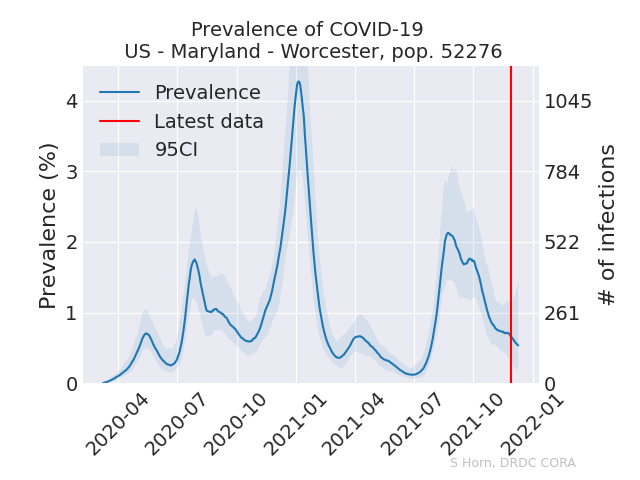 Prevalence of COVID-19
US - Maryland - Worcester, pop. 52276
Prevalence
Latest data
95CI
Prevalence (%)
4
3
2
1
0
1045
784
522
261
0
# of infections
2020-04
2020-07
2020-10
2021-01
2021-04
2021-07
2021-10
2022-01
S Horn, DRDC CORA